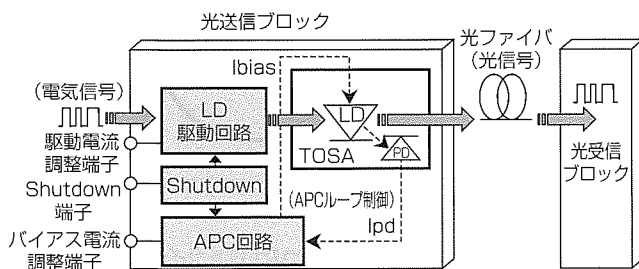 光送信ブロック
光ファイバ
(光信号)
Ibias
(電気信号)
LD
駆動回路
LD
PD
TOSA
駆動電流
調整端子
Shutdown
Shutdown
端子
(APCループ制御)
Ipd
バイアス電流
調整端子
APC回路
光受信
ブロック